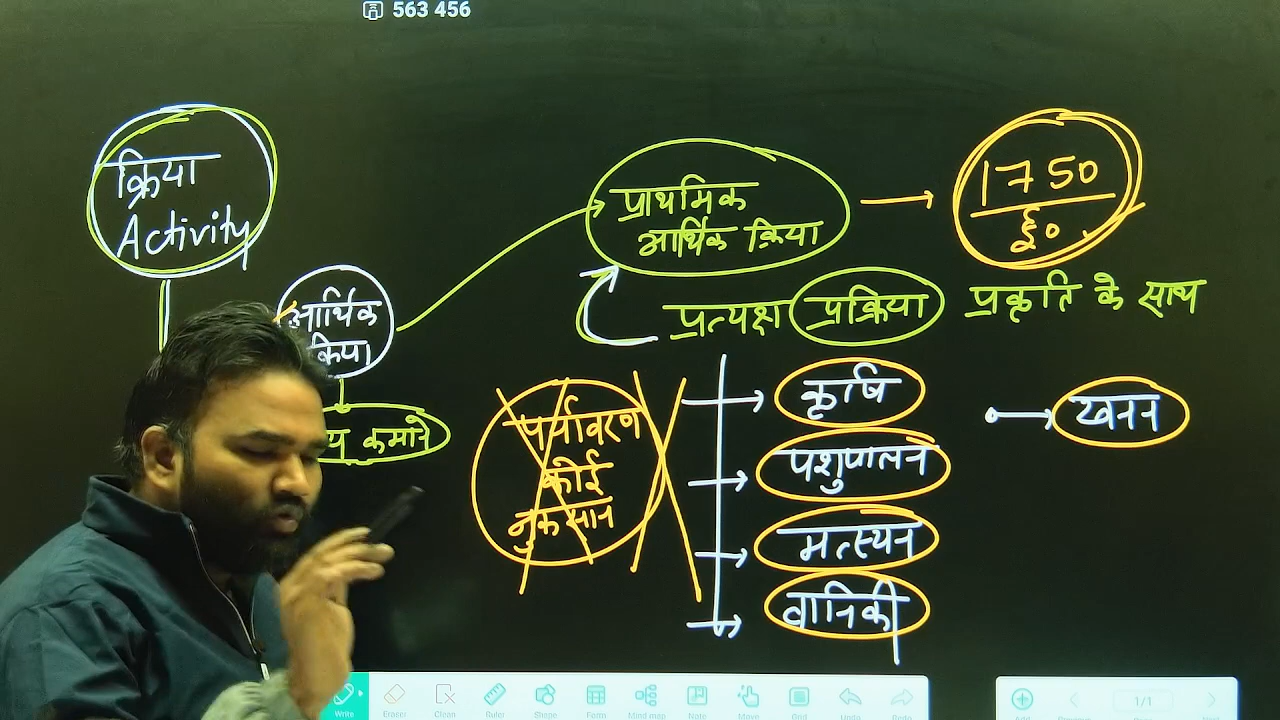 563 456
क्रिया
Activity
आर्थिक
क्रिया
य कमाने
प्राथमिक
आर्थिक क्रिया
1750
ई०
प्रत्यक्ष प्रक्रिया प्रकृति के साथ
पर्यावरण
कोई
नुकसान
कृषि
पशुपालन
मत्स्यन
वानिकी
खनन
Write
Eraser
Clean
Ruler
Shape
Form
Mind map
Note
Move
Grid
Undo
Redo
1/1